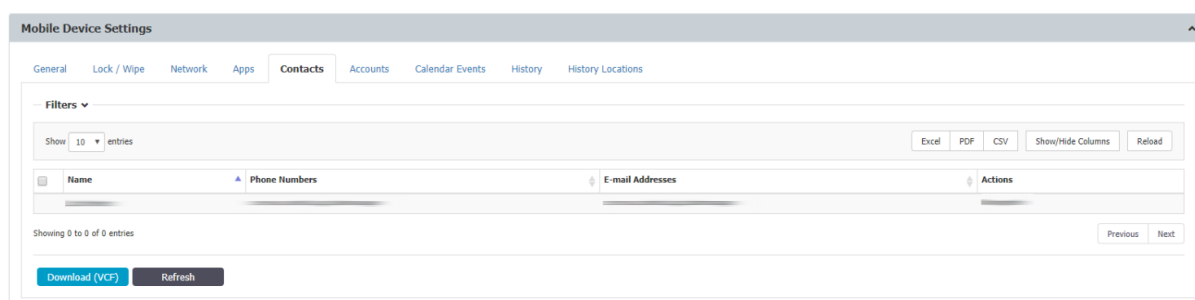 Mobile Device Settings
General Lock / Wipe Network Apps Contacts Accounts Calendar Events History History Locations
Filters
Show 10 entries Excel PDF CSV Show/Hide Columns Reload
Name Phone Numbers E-mail Addresses Actions
Showing 0 to 0 of 0 entries Previous Next
Download (VCF) Refresh